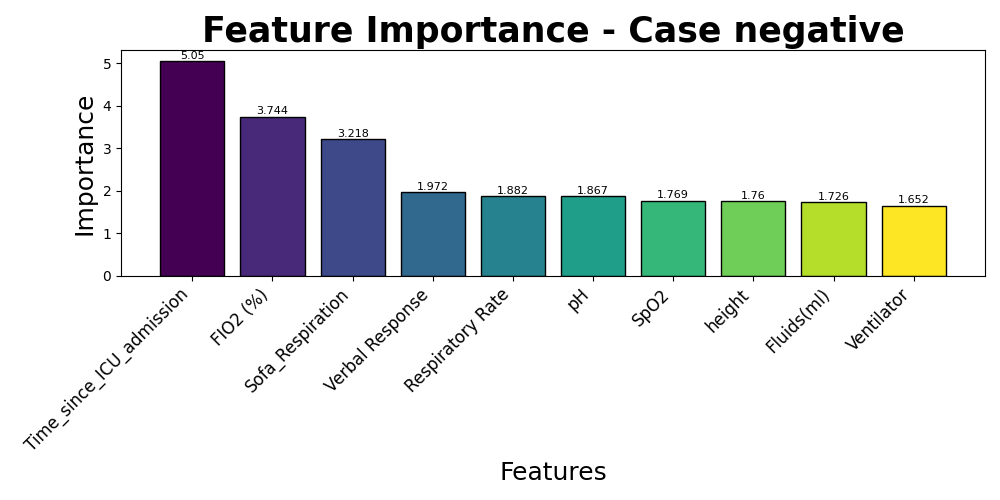 Feature Importance - Case negative
Importance
5
4
3
2
1
0
5.05
3.744
3.218
1.972
1.882
1.867
1.769
1.76
1.726
1.652
Time_since_ICU_admission
FIO2 (%)
Sofa_Respiration
Verbal Response
Respiratory Rate
pH
SpO2
height
Fluids(ml)
Ventilator
Features